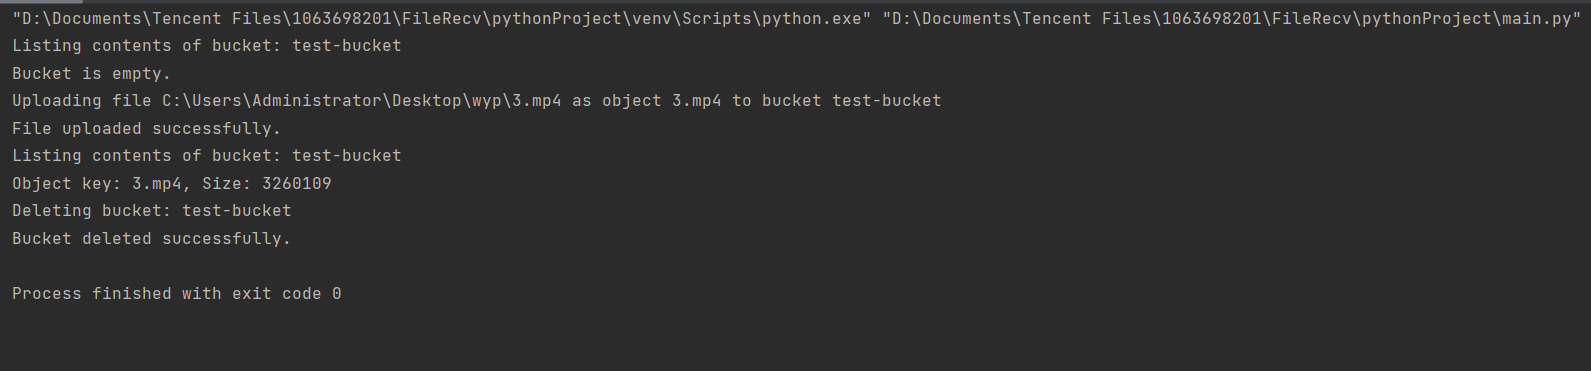 "D:\Documents\Tencent Files\1063698201\FileRecv\pythonProject\venv\Scripts\python.exe" "D:\Documents\Tencent Files\1063698201\FileRecv\pythonProject\main.py"
Listing contents of bucket: test-bucket
Bucket is empty.
Uploading file C:\Users\Administrator\Desktop\wyp\3.mp4 as object 3.mp4 to bucket test-bucket
File uploaded successfully.
Listing contents of bucket: test-bucket
Object key: 3.mp4, Size: 3260109
Deleting bucket: test-bucket
Bucket deleted successfully.
Process finished with exit code 0